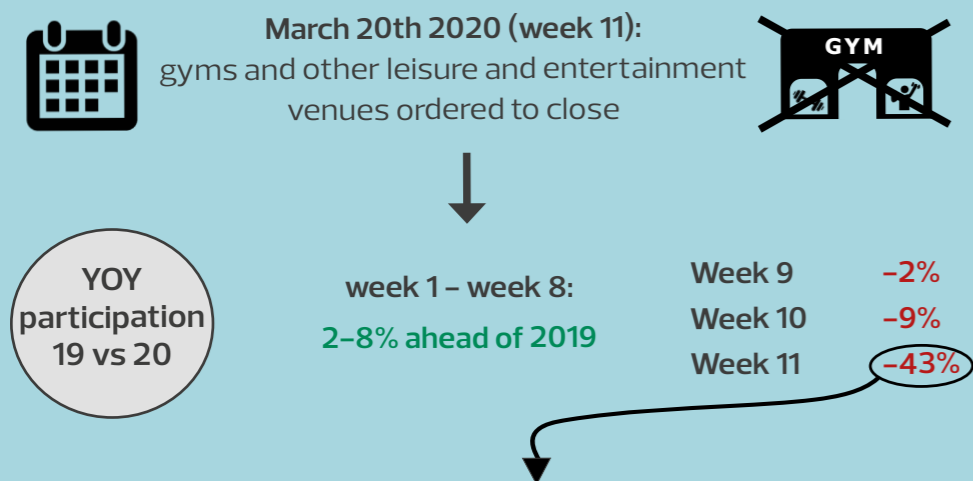 March 20th 2020 (week 11):
gyms and other leisure and entertainment
venues ordered to close
GYM
YOY
participation
19 vs 20
week 1 – week 8:
2–8% ahead of 2019
Week 9 –2%
Week 10 –9%
Week 11 –43%